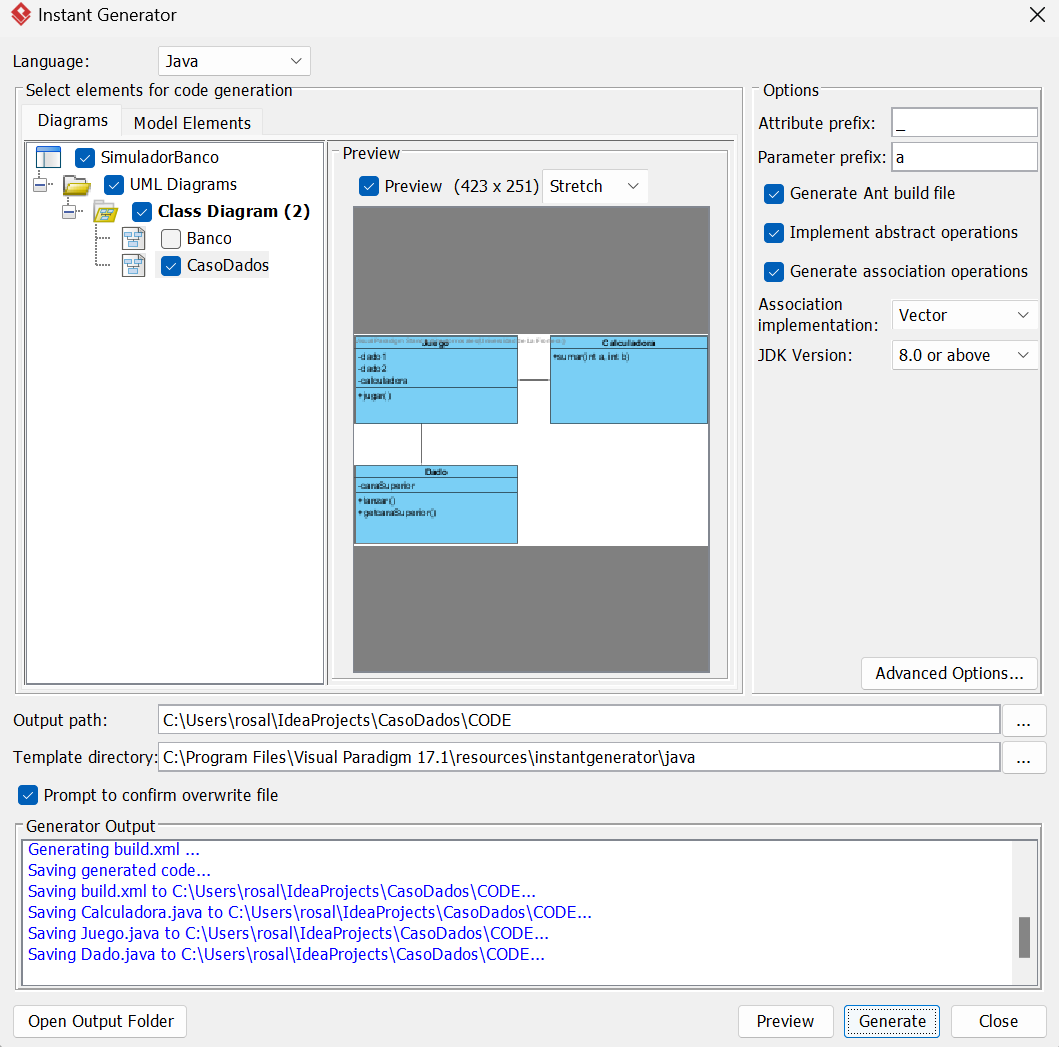 Instant Generator
Language: Java
Select elements for code generation
Diagrams Model Elements
SimuladorBanco
UML Diagrams
Class Diagram (2)
Banco
CasoDados
Preview
Preview (423 x 251) Stretch
Juego
-dado1
-dado2
-calculadora
+jugar()
Calculadora
+sumar(int a, int b)
Dado
-caraSuperior
+lanzar()
+getcaraSuperior()
Options
Attribute prefix: _
Parameter prefix: a
Generate Ant build file
Implement abstract operations
Generate association operations
Association
implementation: Vector
JDK Version: 8.0 or above
Advanced Options...
Output path: C:\Users\rosal\IdeaProjects\CasoDados\CODE ...
Template directory: C:\Program Files\Visual Paradigm 17.1\resources\instantgenerator\java ...
Prompt to confirm overwrite file
Generator Output
Generating build.xml ...
Saving generated code...
Saving build.xml to C:\Users\rosal\IdeaProjects\CasoDados\CODE...
Saving Calculadora.java to C:\Users\rosal\IdeaProjects\CasoDados\CODE...
Saving Juego.java to C:\Users\rosal\IdeaProjects\CasoDados\CODE...
Saving Dado.java to C:\Users\rosal\IdeaProjects\CasoDados\CODE...
Open Output Folder Preview Generate Close